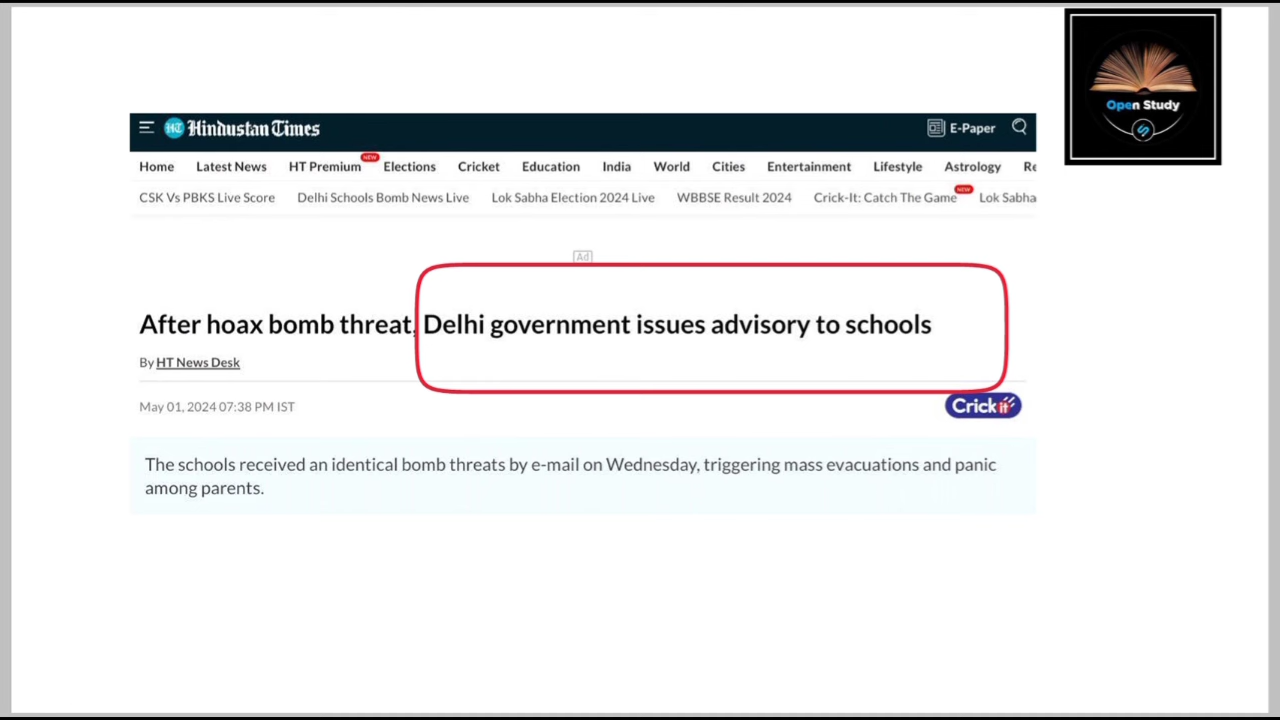 Open Study
HT Hindustan Times E-Paper
Home Latest News HT Premium NEW Elections Cricket Education India World Cities Entertainment Lifestyle Astrology Re
CSK Vs PBKS Live Score Delhi Schools Bomb News Live Lok Sabha Election 2024 Live WBBSE Result 2024 Crick-It: Catch The Game NEW Lok Sabha
Ad
After hoax bomb threat, Delhi government issues advisory to schools
By HT News Desk
May 01, 2024 07:38 PM IST
Crick it
The schools received an identical bomb threats by e-mail on Wednesday, triggering mass evacuations and panic
among parents.